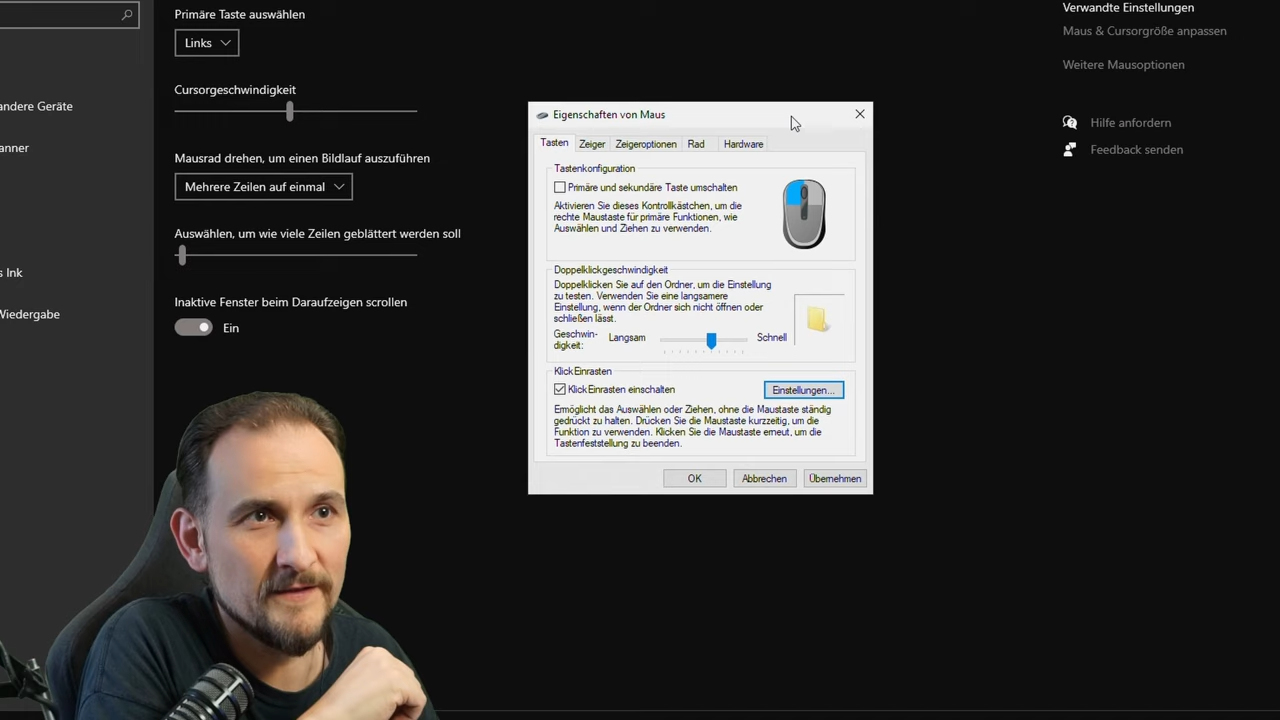 Primäre Taste auswählen
Links
Cursorgeschwindigkeit
Mausrad drehen, um einen Bildlauf auszuführen
Mehrere Zeilen auf einmal
Auswählen, um wie viele Zeilen geblättert werden soll
Inaktive Fenster beim Daraufzeigen scrollen
Ein
andere Geräte
anner
s Ink
Wiedergabe
Eigenschaften von Maus
Tasten Zeiger Zeigeroptionen Rad Hardware
Tastenkonfiguration
Primäre und sekundäre Taste umschalten
Aktivieren Sie dieses Kontrollkästchen, um die
rechte Maustaste für primäre Funktionen, wie
Auswählen und Ziehen zu verwenden.
Doppelklickgeschwindigkeit
Doppelklicken Sie auf den Ordner, um die Einstellung
zu testen. Verwenden Sie eine langsamere
Einstellung, wenn der Ordner sich nicht öffnen oder
schließen lässt.
Geschwin-
digkeit:
Langsam
Schnell
KlickEinrasten
KlickEinrasten einschalten
Einstellungen...
Ermöglicht das Auswählen oder Ziehen, ohne die Maustaste ständig
gedrückt zu halten. Drücken Sie die Maustaste kurzzeitig, um die
Funktion zu verwenden. Klicken Sie die Maustaste erneut, um die
Tastenfeststellung zu beenden.
OK Abbrechen Übernehmen
Verwandte Einstellungen
Maus & Cursorgröße anpassen
Weitere Mausoptionen
Hilfe anfordern
Feedback senden